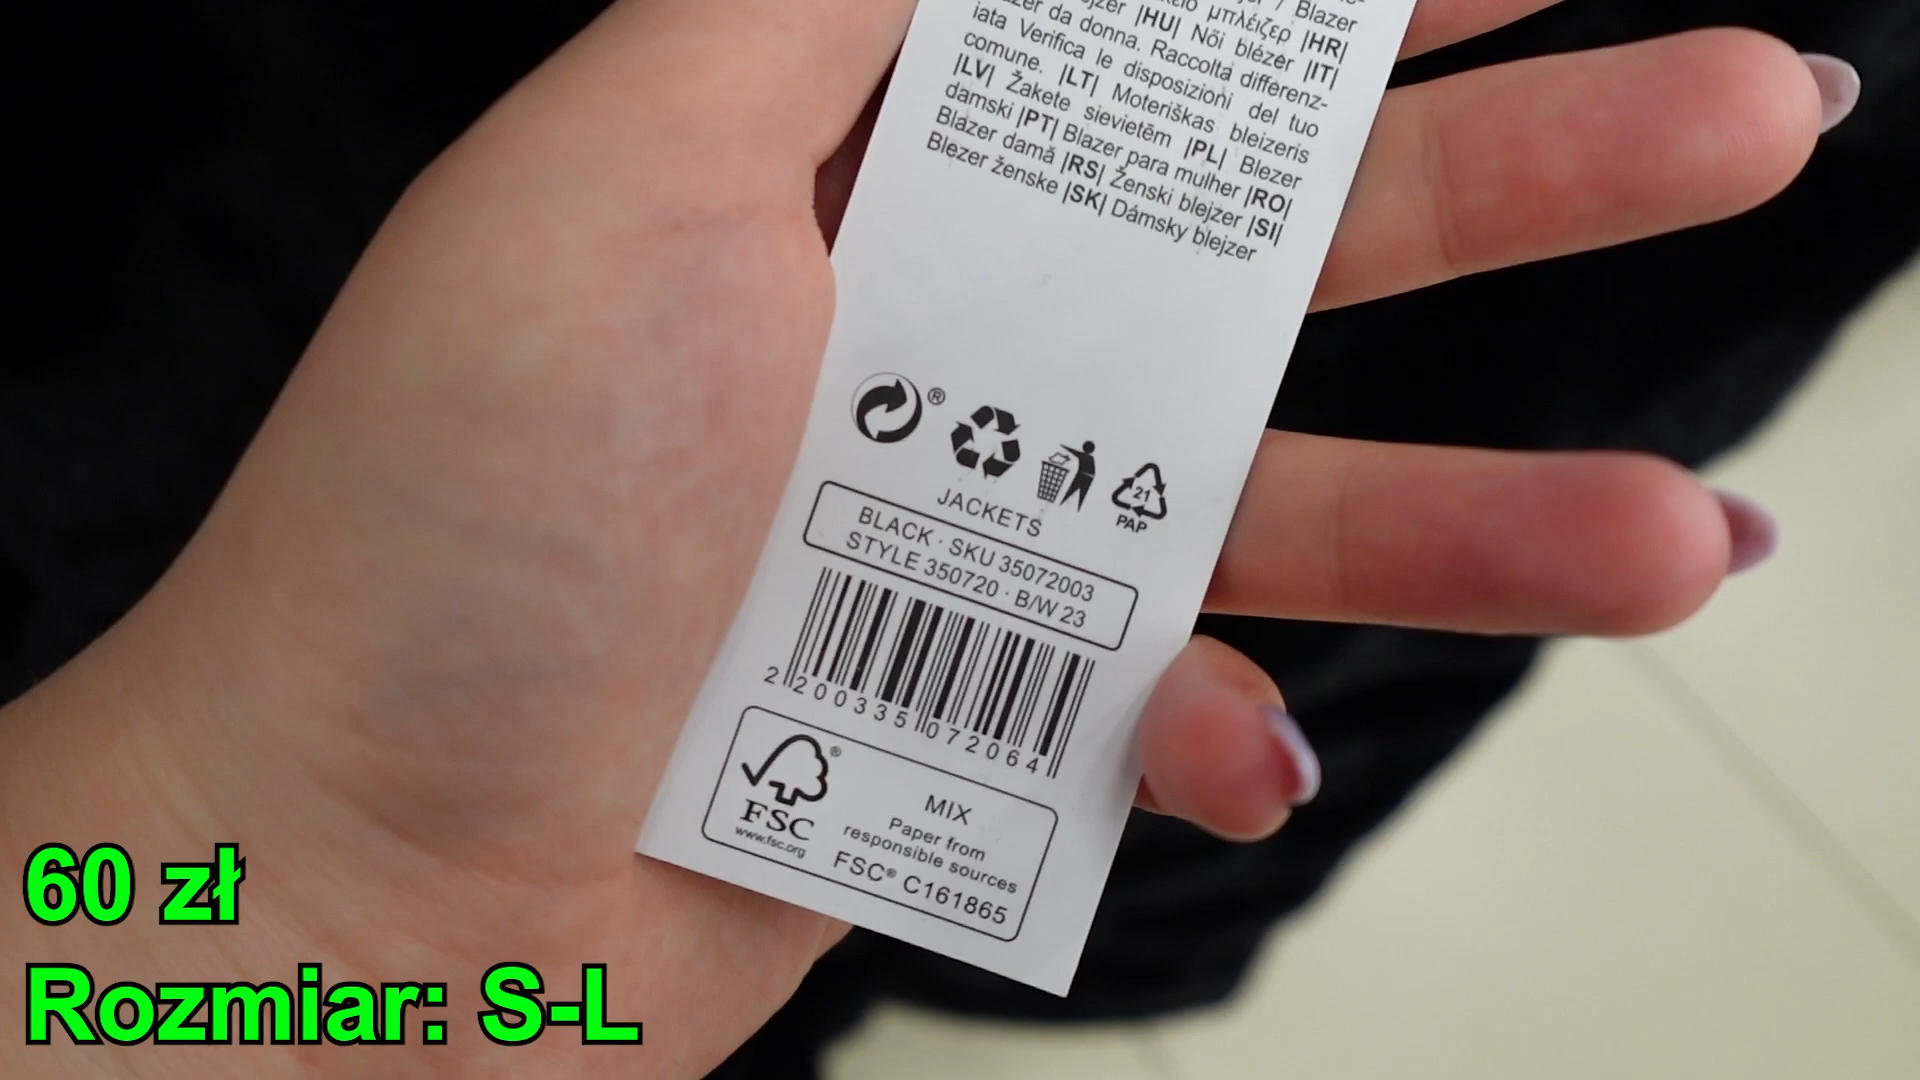 / Blazer
μπλέιζερ |HR|
|HU| Női blézer |IT|
da donna. Raccolta differenz-
iata Verifica le disposizioni del tuo
comune. |LT| Moteriškas bleizeris
|LV| Žakete sievietēm |PL| Blezer
damski |PT| Blazer para mulher |RO|
Blazer damă |RS| Ženski blejzer |SI|
Blezer ženske |SK| Dámsky blejzer
®
21
PAP
JACKETS
BLACK · SKU 35072003
STYLE 350720 · B/W 23
2 200335 072064
®
FSC
www.fsc.org
MIX
Paper from
responsible sources
FSC® C161865
60 zł
Rozmiar: S-L